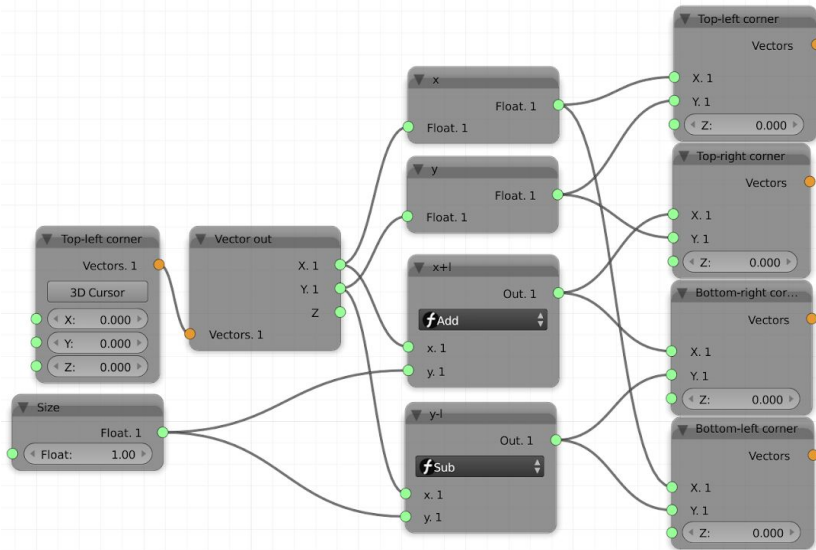 Top-left corner
Vectors. 1
3D Cursor
X: 0.000
Y: 0.000
Z: 0.000
Size
Float. 1
Float: 1.00
Vector out
X. 1
Y. 1
Z
Vectors. 1
x
Float. 1
Float. 1
y
Float. 1
Float. 1
x+l
Out. 1
Add
x. 1
y. 1
y-l
Out. 1
Sub
x. 1
y. 1
Top-left corner
Vectors
X. 1
Y. 1
Z: 0.000
Top-right corner
Vectors
X. 1
Y. 1
Z: 0.000
Bottom-right cor...
Vectors
X. 1
Y. 1
Z: 0.000
Bottom-left corner
Vectors
X. 1
Y. 1
Z: 0.000